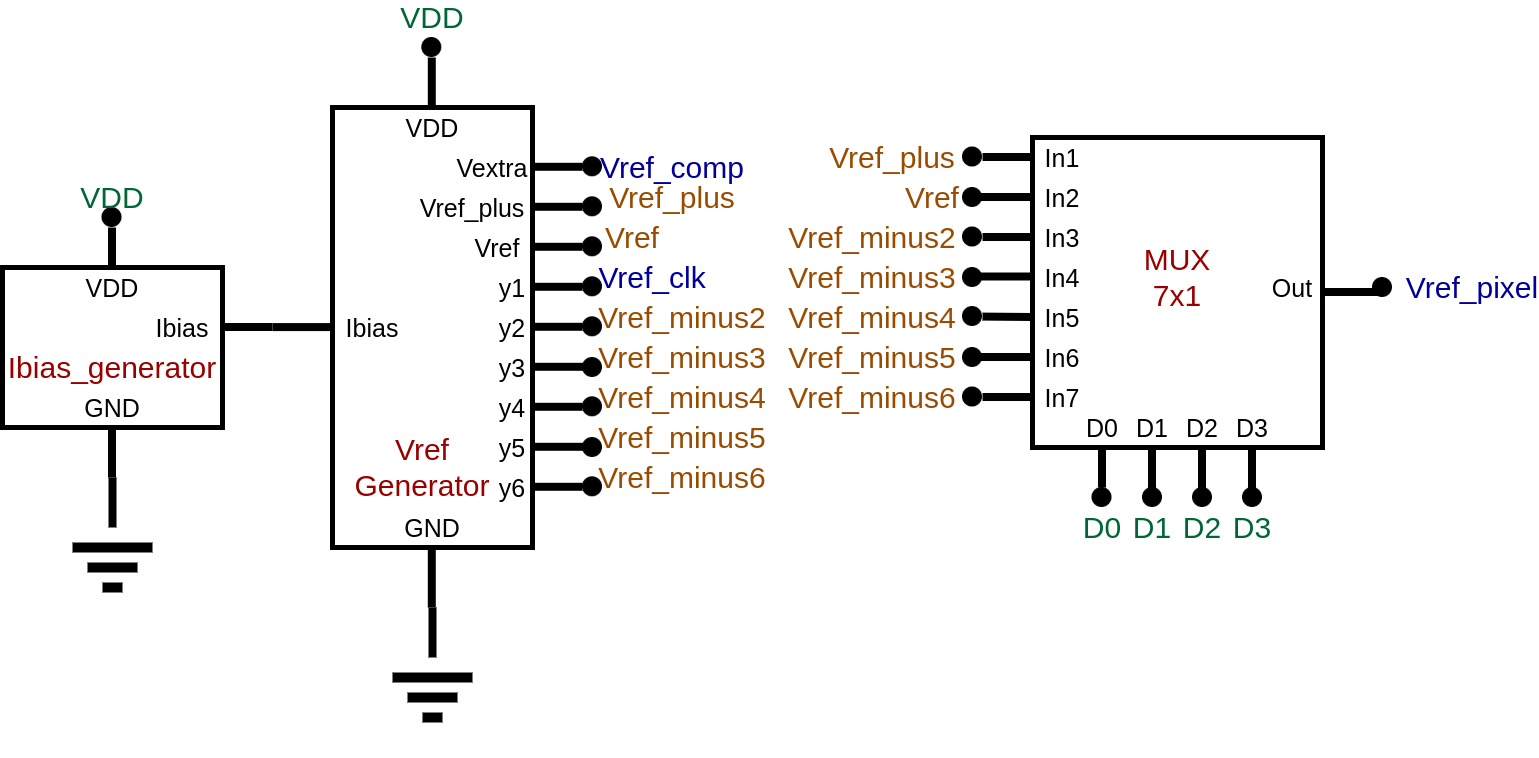 VDD
VDD
Ibias
Ibias_generator
GND
VDD
VDD
Vextra
Vref_plus
Vref
y1
y2
y3
y4
y5
y6
Ibias
Vref
Generator
GND
Vref_comp
Vref_plus
Vref
Vref_clk
Vref_minus2
Vref_minus3
Vref_minus4
Vref_minus5
Vref_minus6
Vref_plus
Vref
Vref_minus2
Vref_minus3
Vref_minus4
Vref_minus5
Vref_minus6
In1
In2
In3
In4
In5
In6
In7
MUX
7x1
Out
Vref_pixel
D0 D1 D2 D3
D0 D1 D2 D3